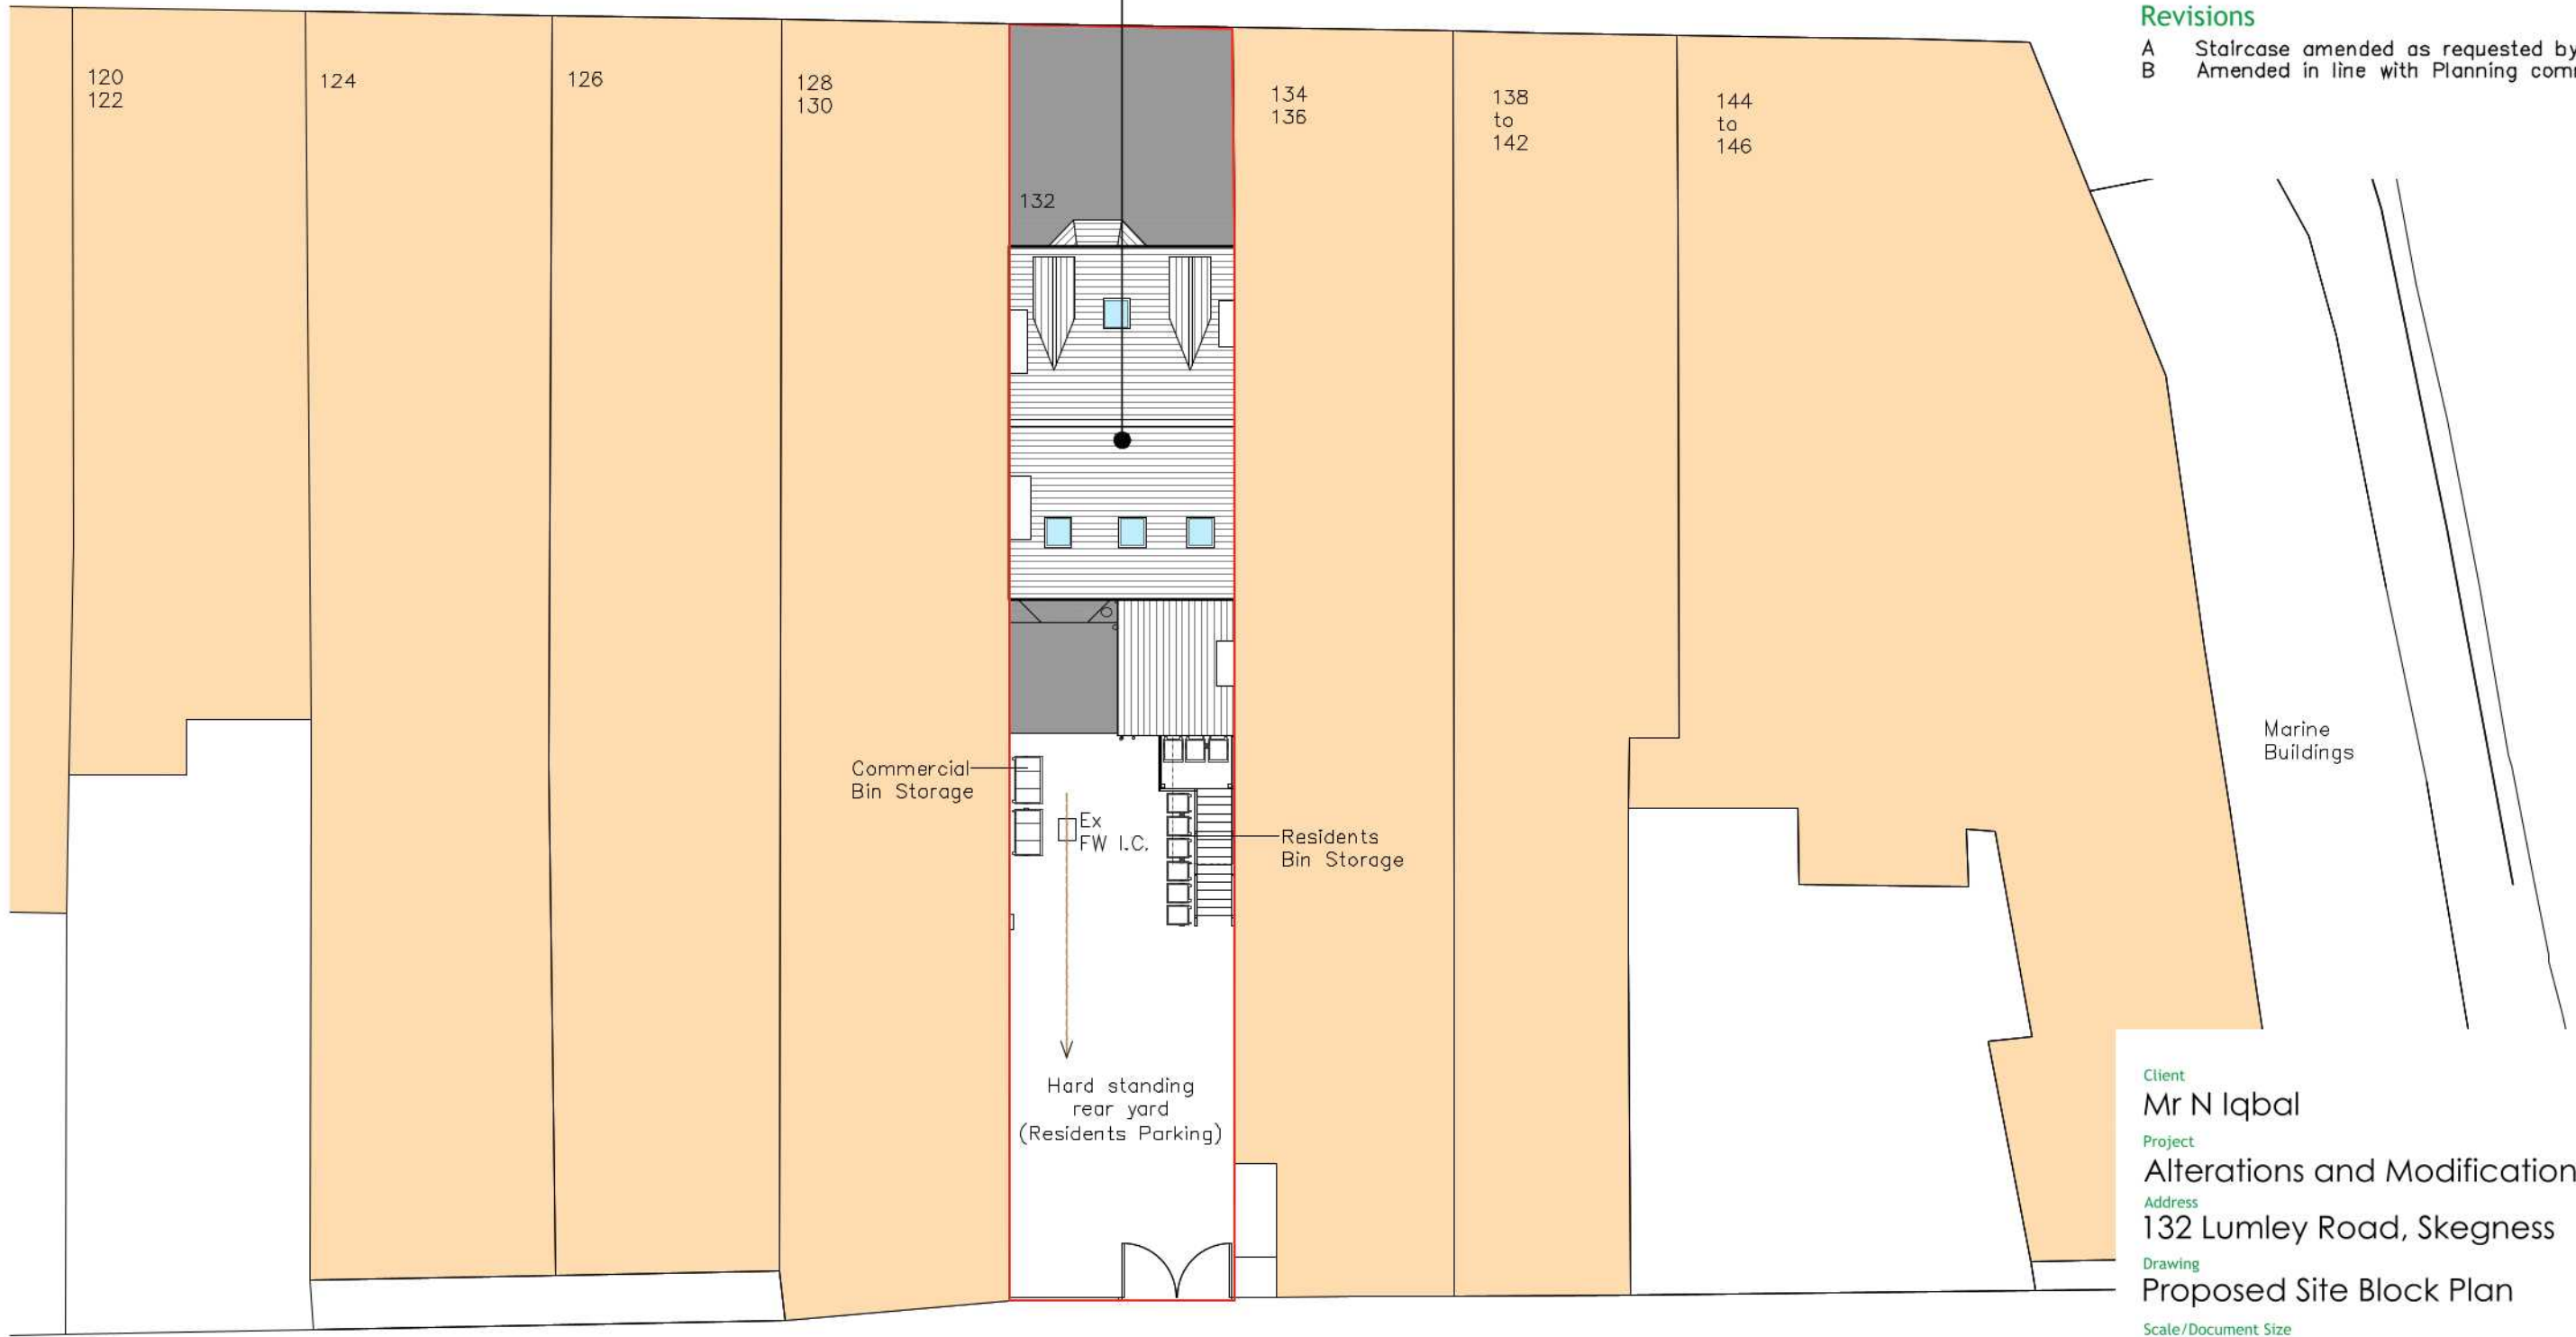 Revisions
A Staircase amended as requested by
B Amended in line with Planning
120
122
124
126
128
130
132
134
136
138
to
142
144
to
146
Marine
Buildings
Commercial
Bin Storage
Ex
FW I.C.
Residents
Bin Storage
Hard standing
rear yard
(Residents Parking)
Client
Mr N Iqbal
Project
Alterations and Modification
Address
132 Lumley Road, Skegness
Drawing
Proposed Site Block Plan
Scale/Document Size